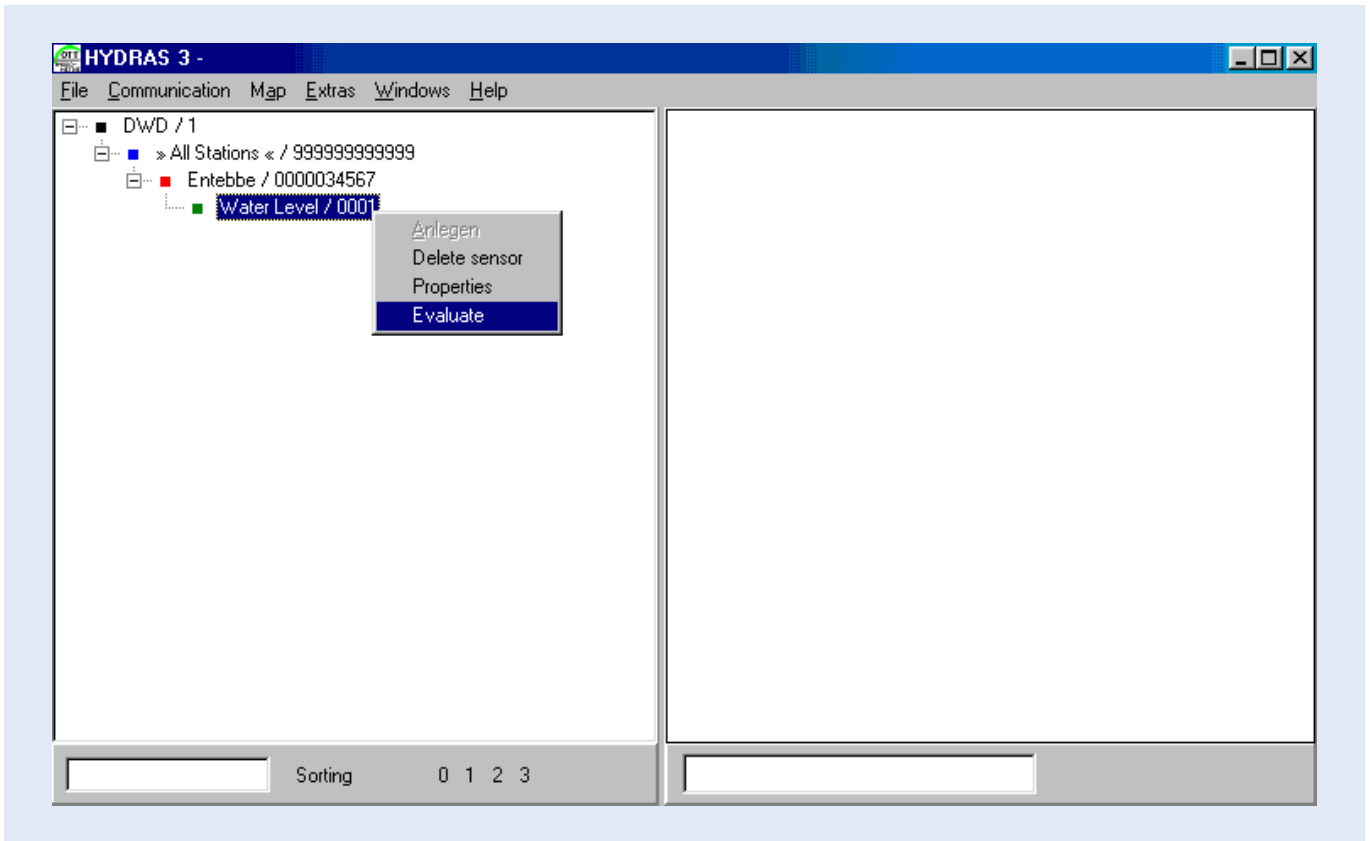 HYDRAS 3 -
File Communication Map Extras Windows Help
DWD / 1
» All Stations « / 999999999999
Entebbe / 0000034567
Water Level / 0001
Anlegen
Delete sensor
Properties
Evaluate
Sorting 0 1 2 3